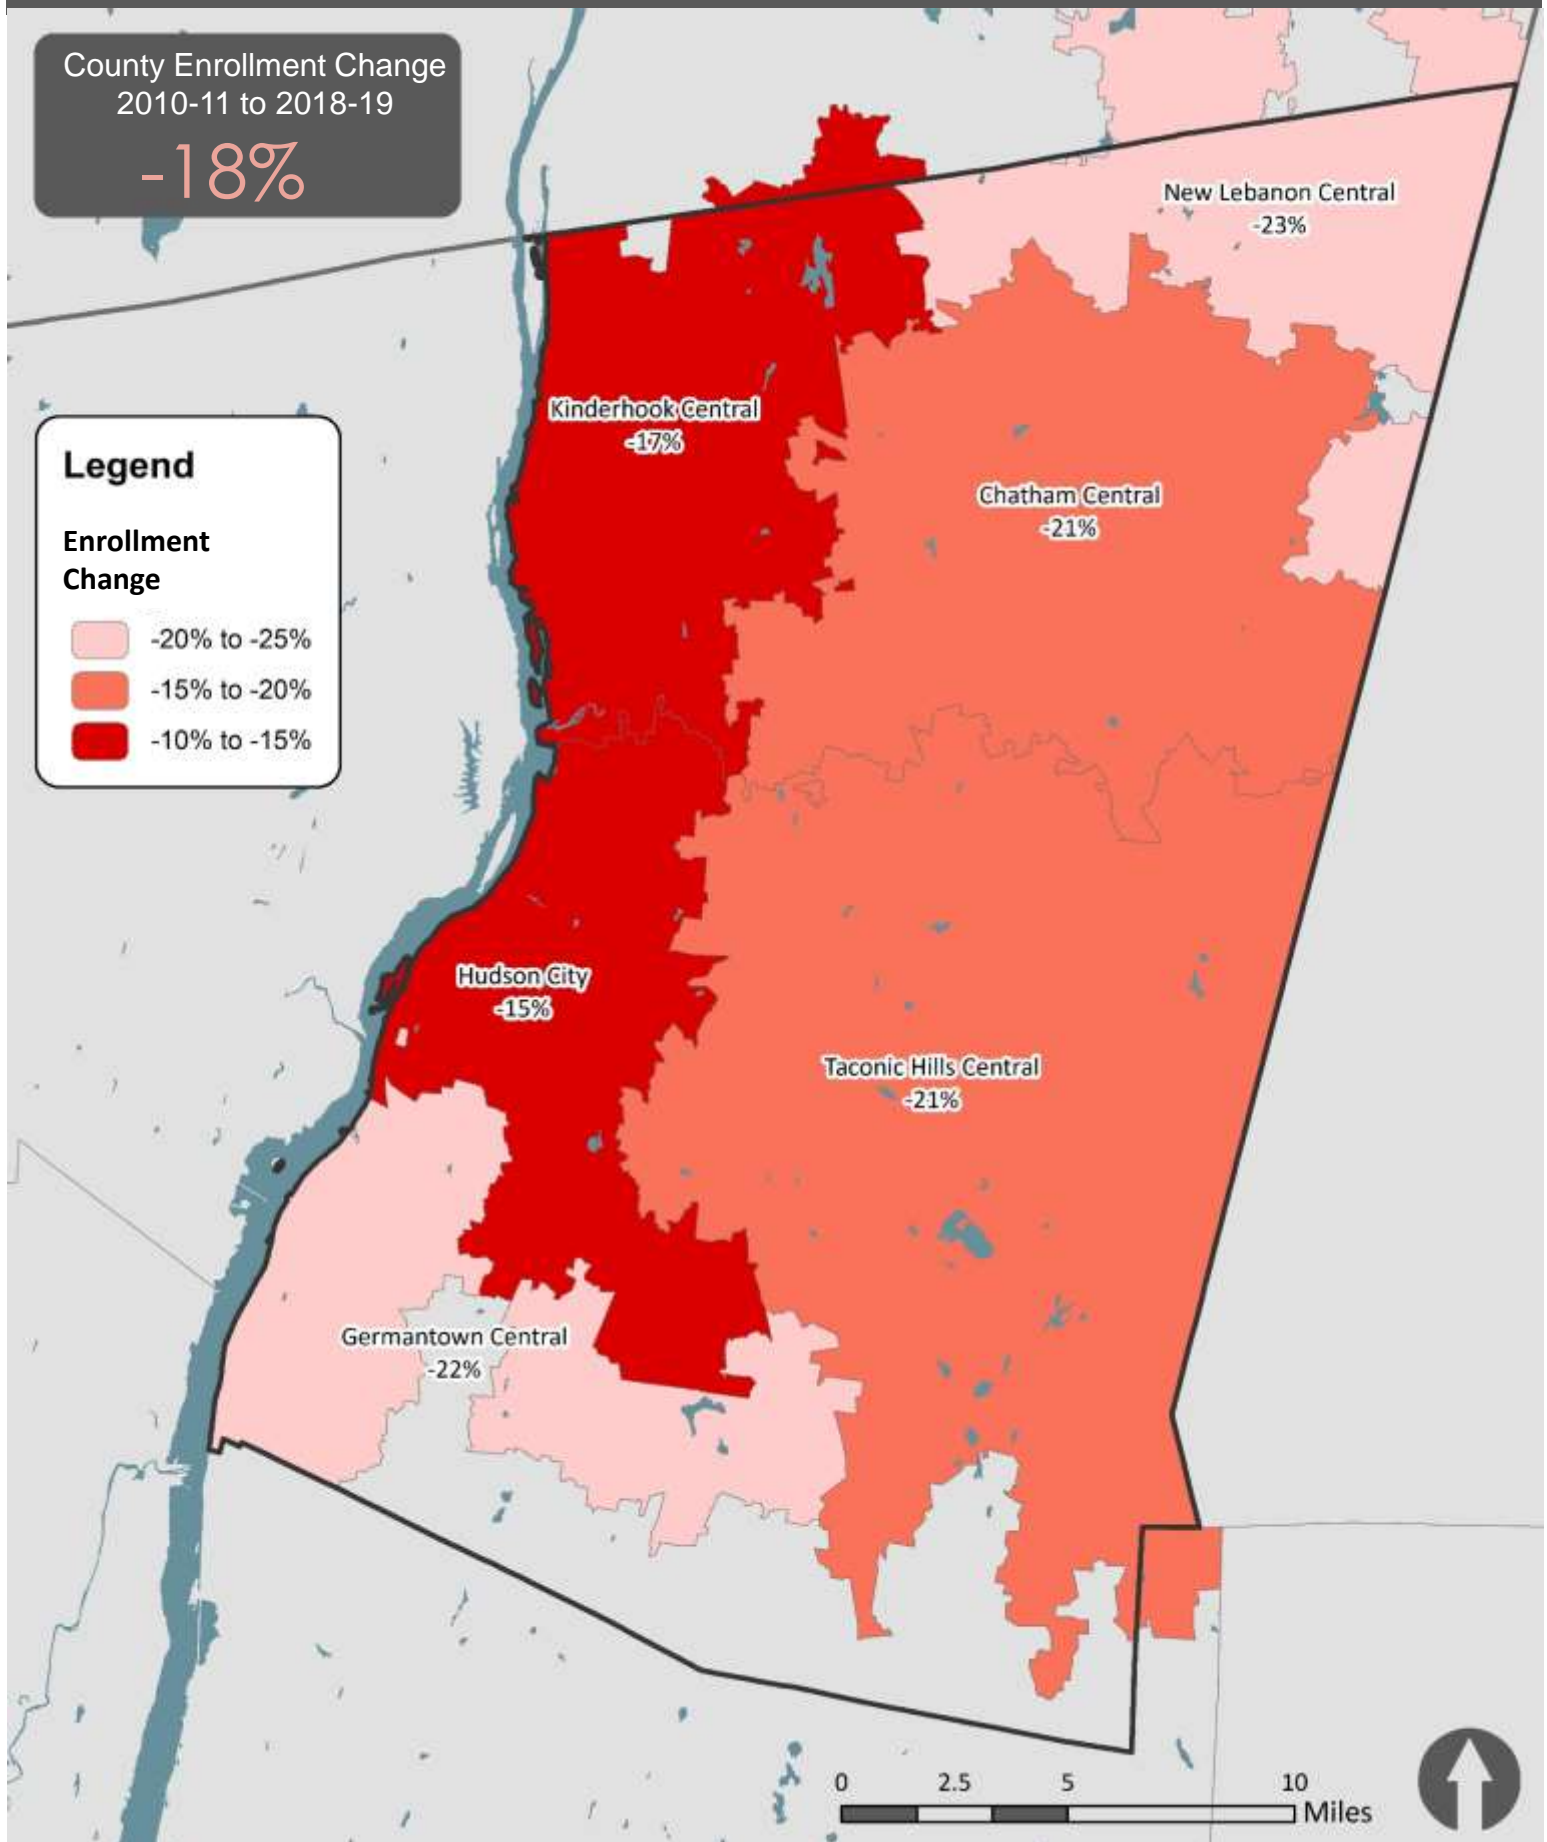 County Enrollment Change
2010-11 to 2018-19
-18%
New Lebanon Central
-23%
Kinderhook Central
-17%
Legend
Enrollment
Change
-20% to -25%
-15% to -20%
-10% to -15%
Chatham Central
-21%
Hudson City
-15%
Taconic Hills Central
-21%
Germantown Central
-22%
0 2.5 5 10
Miles